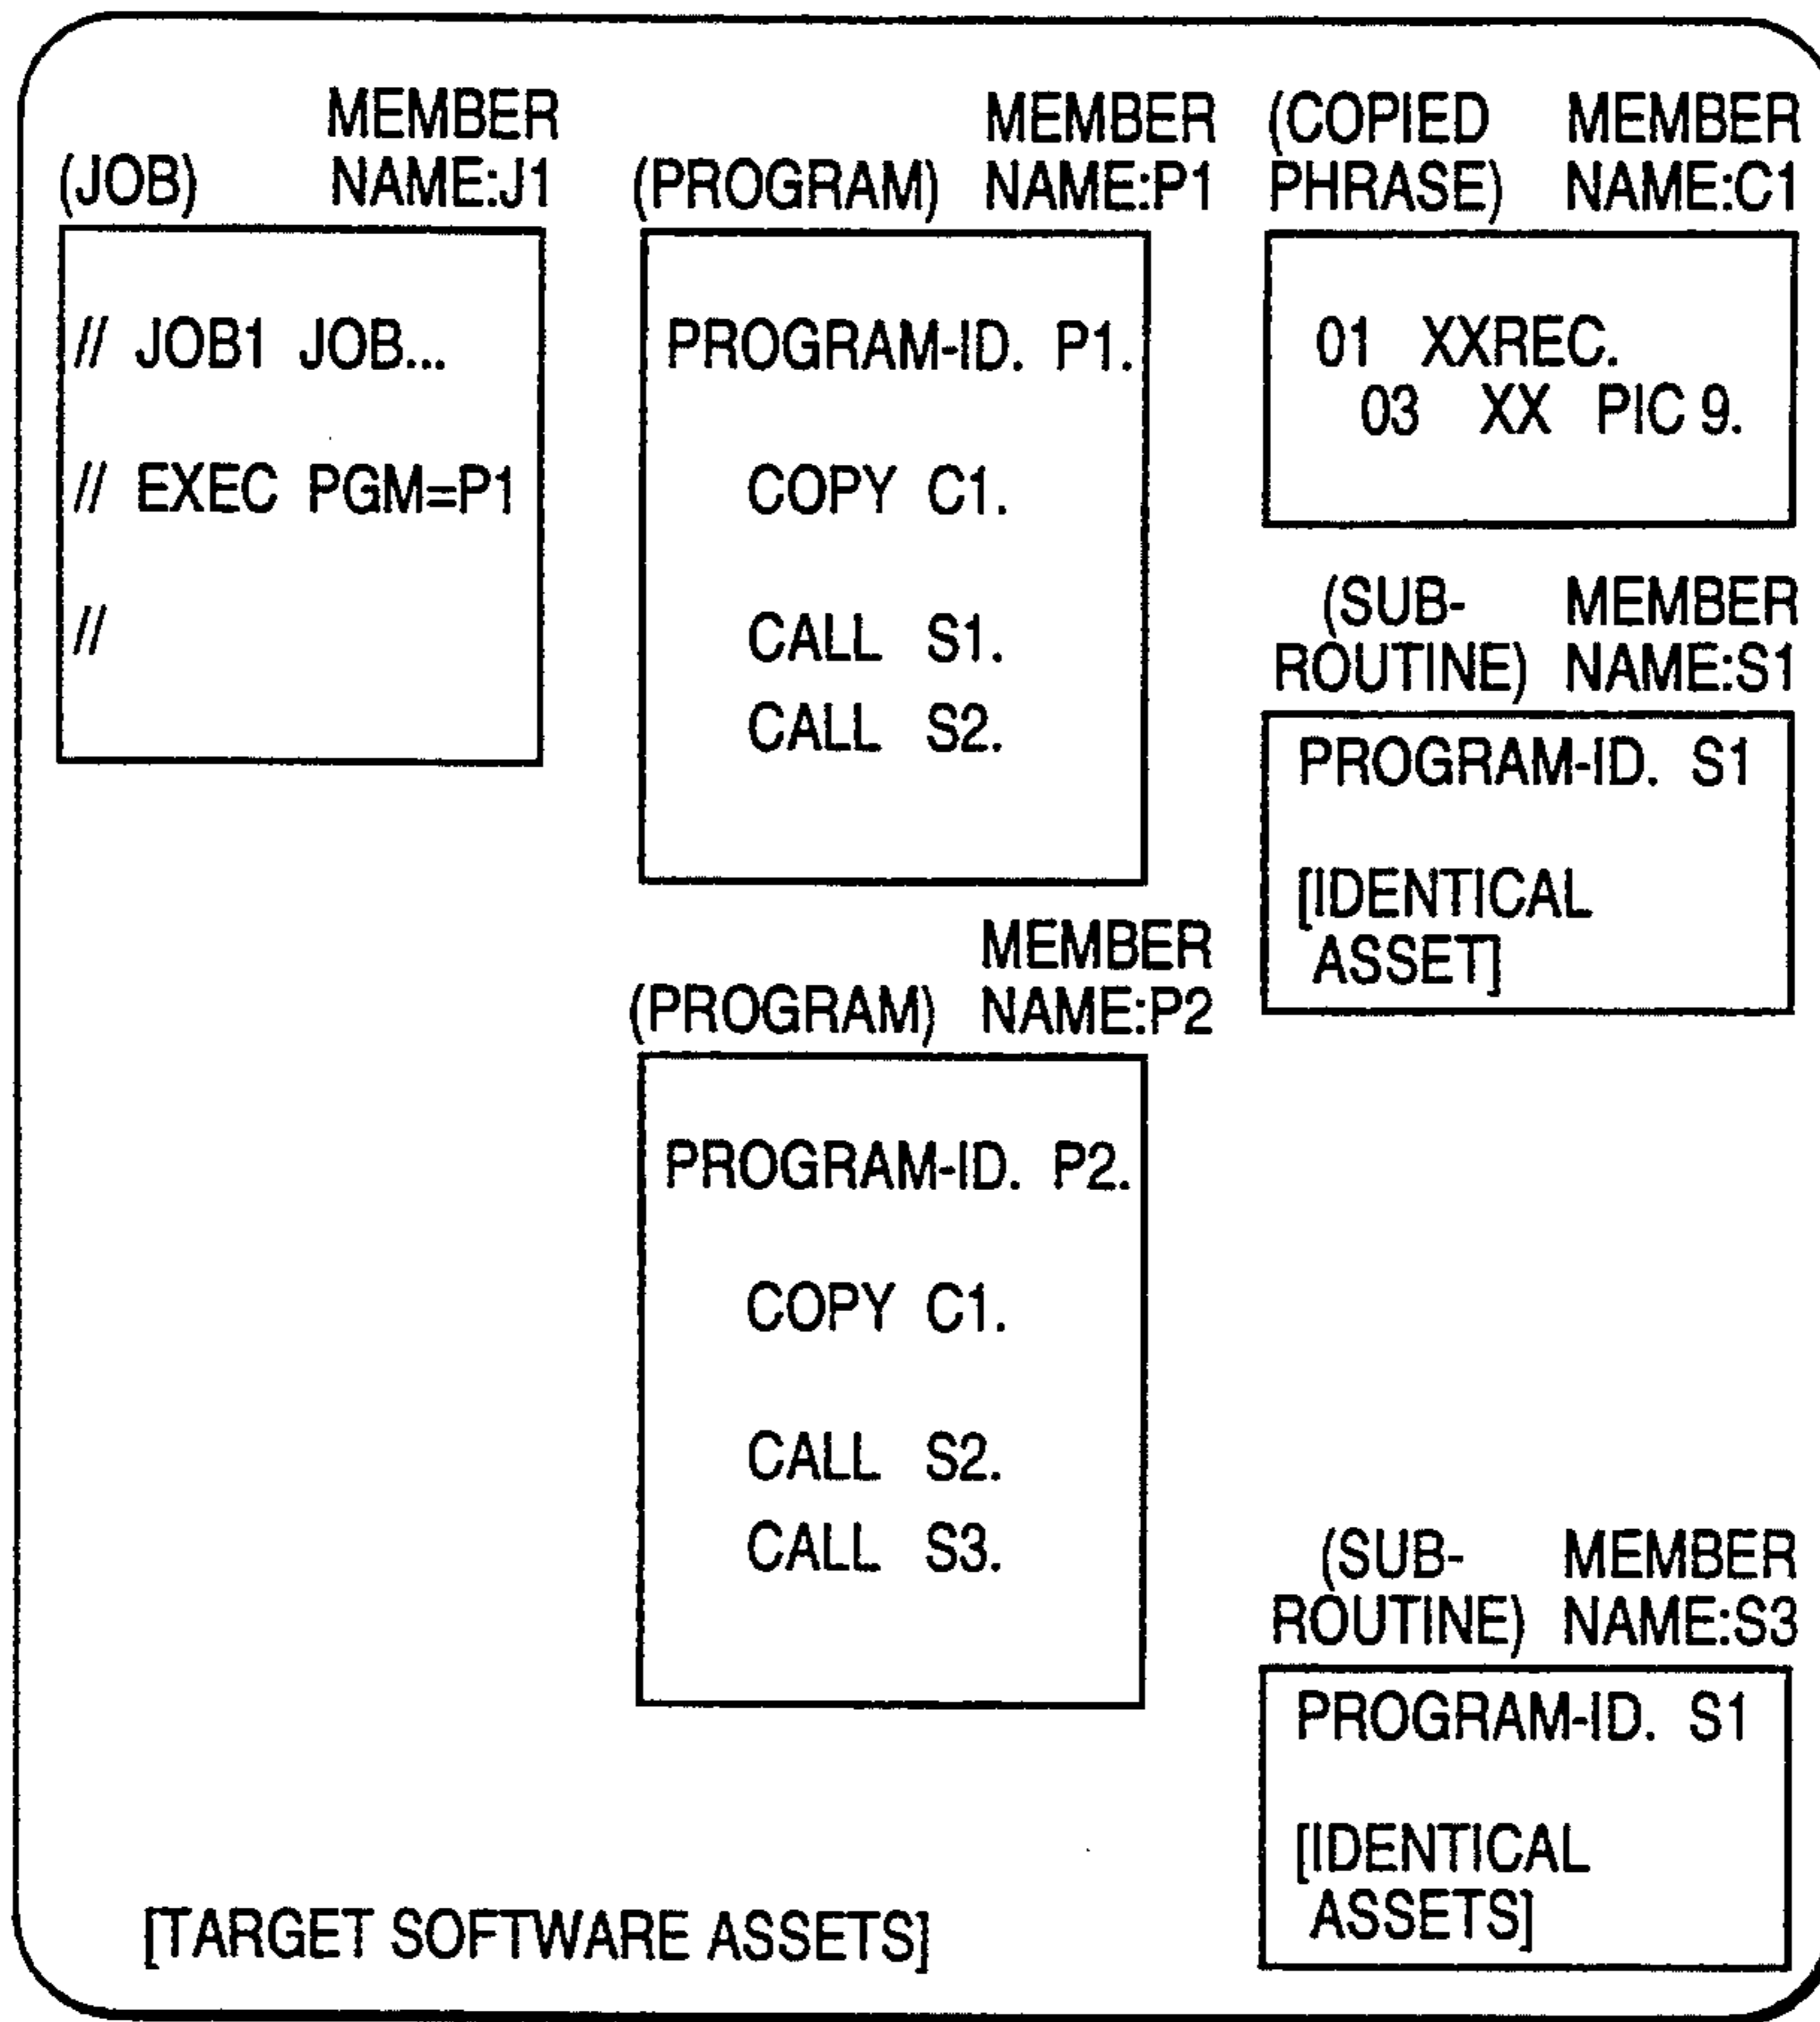 MEMBER
(JOB) NAME:J1
// JOB1 JOB...
// EXEC PGM=P1
//
MEMBER
(PROGRAM) NAME:P1
PROGRAM-ID. P1.
COPY C1.
CALL S1.
CALL S2.
MEMBER
(PROGRAM) NAME:P2
PROGRAM-ID. P2.
COPY C1.
CALL S2.
CALL S3.
(COPIED MEMBER
PHRASE) NAME:C1
01 XXREC.
03 XX PIC 9.
(SUB- MEMBER
ROUTINE) NAME:S1
PROGRAM-ID. S1
[IDENTICAL
ASSET]
(SUB- MEMBER
ROUTINE) NAME:S3
PROGRAM-ID. S1
[IDENTICAL
ASSETS]
[TARGET SOFTWARE ASSETS]